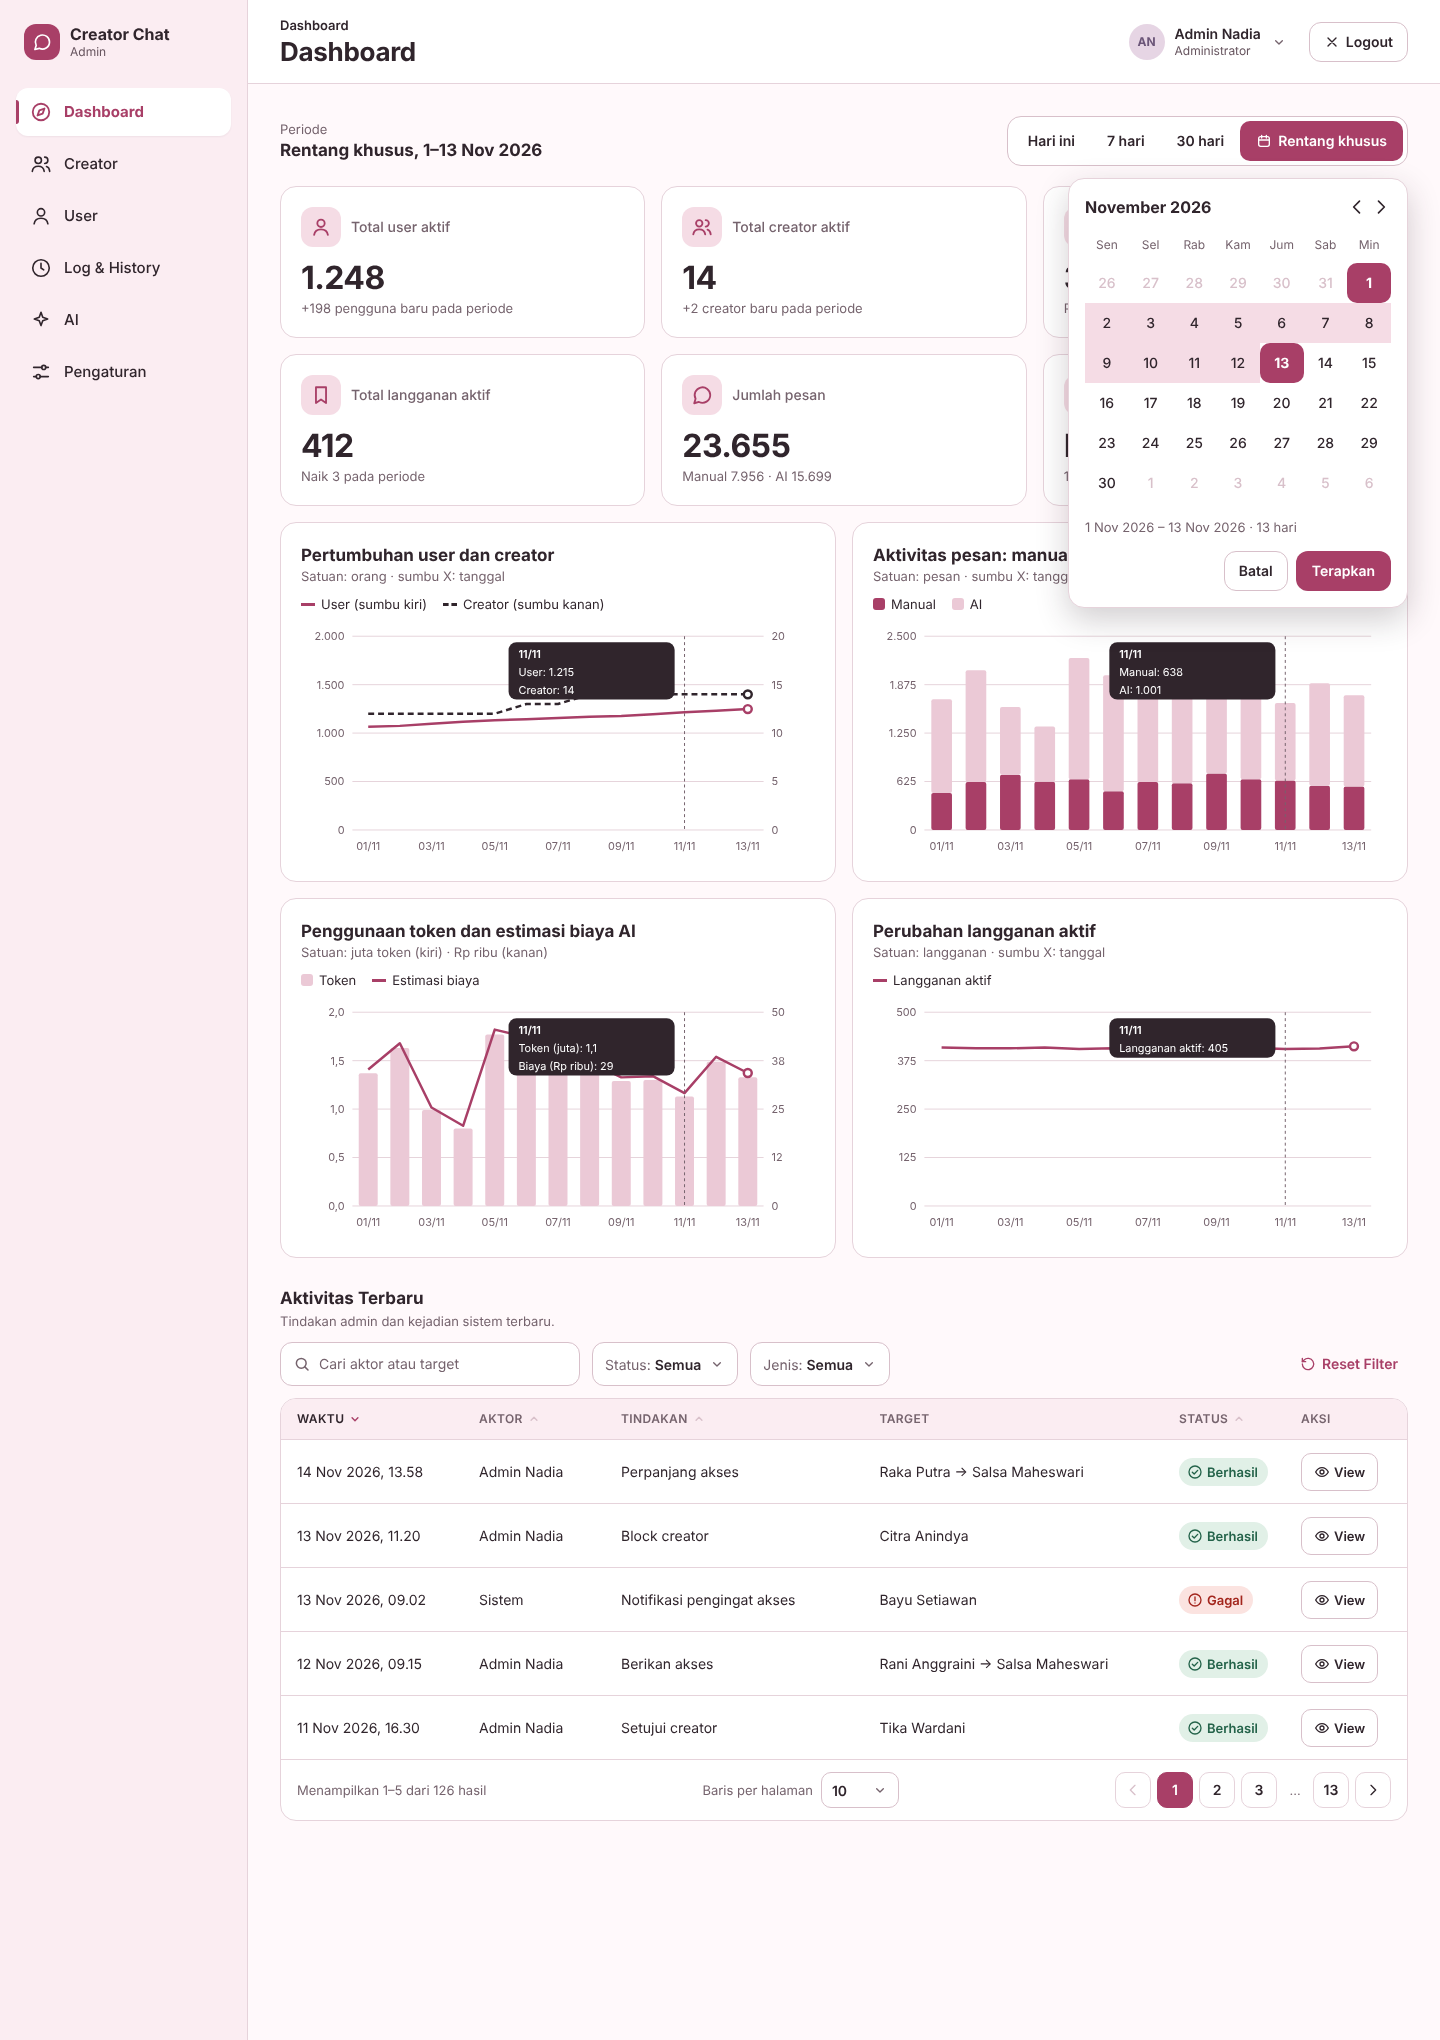 Creator Chat
Admin
Dashboard
Creator
User
Log & History
AI
Pengaturan
Dashboard
Dashboard
AN
Admin Nadia
Administrator
Logout
Periode
Rentang khusus, 1–13 Nov 2026
Hari ini
7 hari
30 hari
Rentang khusus
Total user aktif
1.248
+198 pengguna baru pada periode
Total creator aktif
14
+2 creator baru pada periode
Total langganan aktif
412
Naik 3 pada periode
Jumlah pesan
23.655
Manual 7.956 · AI 15.699
November 2026
Sen Sel Rab Kam Jum Sab Min
26 27 28 29 30 31 1
2 3 4 5 6 7 8
9 10 11 12 13 14 15
16 17 18 19 20 21 22
23 24 25 26 27 28 29
30 1 2 3 4 5 6
1 Nov 2026 – 13 Nov 2026 · 13 hari
Batal
Terapkan
Pertumbuhan user dan creator
Satuan: orang · sumbu X: tanggal
User (sumbu kiri)
Creator (sumbu kanan)
2.000
1.500
1.000
500
0
20
15
10
5
0
11/11
User: 1.215
Creator: 14
01/11 03/11 05/11 07/11 09/11 11/11 13/11
Aktivitas pesan:
Satuan: pesan · sumbu X:
Manual
AI
2.500
1.875
1.250
625
0
11/11
Manual: 638
AI: 1.001
01/11 03/11 05/11 07/11 09/11 11/11 13/11
Penggunaan token dan estimasi biaya AI
Satuan: juta token (kiri) · Rp ribu (kanan)
Token
Estimasi biaya
2,0
1,5
1,0
0,5
0,0
50
38
25
12
0
11/11
Token (juta): 1,1
Biaya (Rp ribu): 29
01/11 03/11 05/11 07/11 09/11 11/11 13/11
Perubahan langganan aktif
Satuan: langganan · sumbu X: tanggal
Langganan aktif
500
375
250
125
0
11/11
Langganan aktif: 405
01/11 03/11 05/11 07/11 09/11 11/11 13/11
Aktivitas Terbaru
Tindakan admin dan kejadian sistem terbaru.
Cari aktor atau target
Status: Semua
Jenis: Semua
Reset Filter
WAKTU AKTOR TINDAKAN TARGET STATUS AKSI
14 Nov 2026, 13.58 Admin Nadia Perpanjang akses Raka Putra → Salsa Maheswari Berhasil View
13 Nov 2026, 11.20 Admin Nadia Block creator Citra Anindya Berhasil View
13 Nov 2026, 09.02 Sistem Notifikasi pengingat akses Bayu Setiawan Gagal View
12 Nov 2026, 09.15 Admin Nadia Berikan akses Rani Anggraini → Salsa Maheswari Berhasil View
11 Nov 2026, 16.30 Admin Nadia Setujui creator Tika Wardani Berhasil View
Menampilkan 1–5 dari 126 hasil
Baris per halaman 10
1 2 3 ... 13